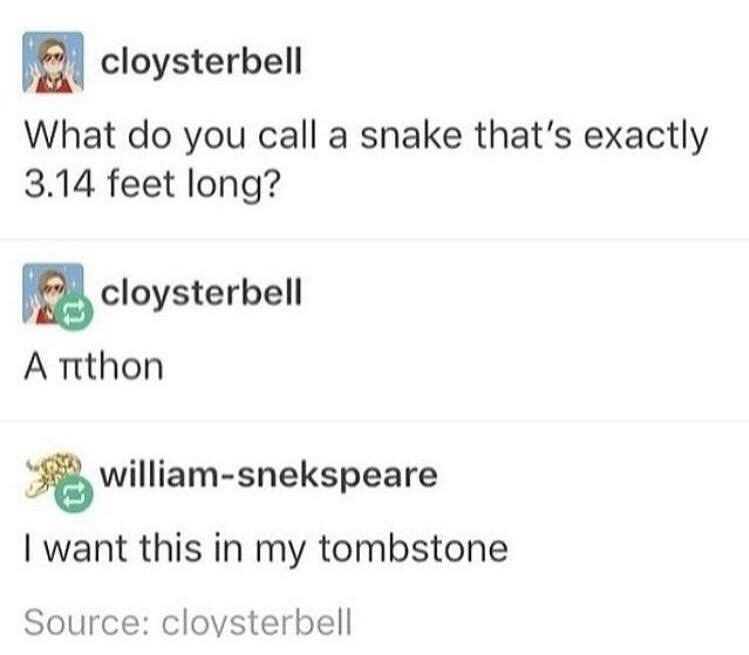 cloysterbell
What do you call a snake that's exactly
3.14 feet long?
cloysterbell
A πthon
william-snekspeare
I want this in my tombstone
Source: cloysterbell